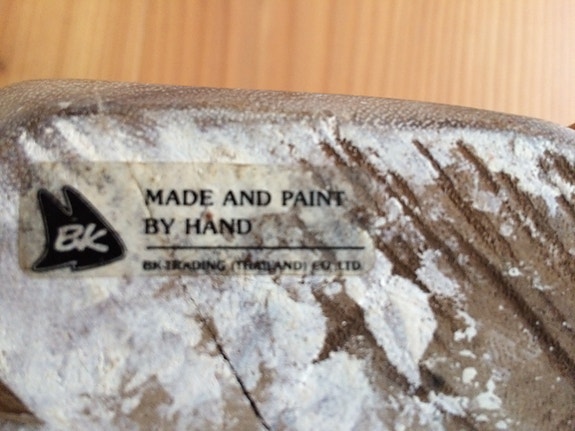 BK
MADE AND PAINT
BY HAND
BK TRADING (THAILAND) CO., LTD.